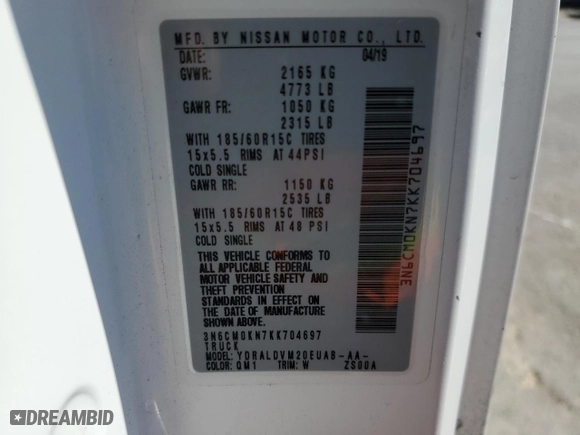 MFD. BY NISSAN MOTOR CO., LTD.
DATE: 04/19
GVWR: 2165 KG
4773 LB
GAWR FR: 1050 KG
2315 LB
WITH 185/60R15C TIRES
15x5.5 RIMS AT 44PSI
COLD SINGLE
GAWR RR: 1150 KG
2535 LB
WITH 185/60R15C TIRES
15x5.5 RIMS AT 48 PSI
COLD SINGLE
THIS VEHICLE CONFORMS TO
ALL APPLICABLE FEDERAL
MOTOR VEHICLE SAFETY AND
AND THEFT PREVENTION
STANDARDS IN EFFECT ON
THE DATE OF MANUFACTURE
SHOWN ABOVE.
3N6CM0KN7KK704697
TRUCK
MODEL: YDRALDVM20EUA8-AA-
COLOR: QM1 TRIM: W ZS00A
3N6CM0KN7KK704697
DREAMBID